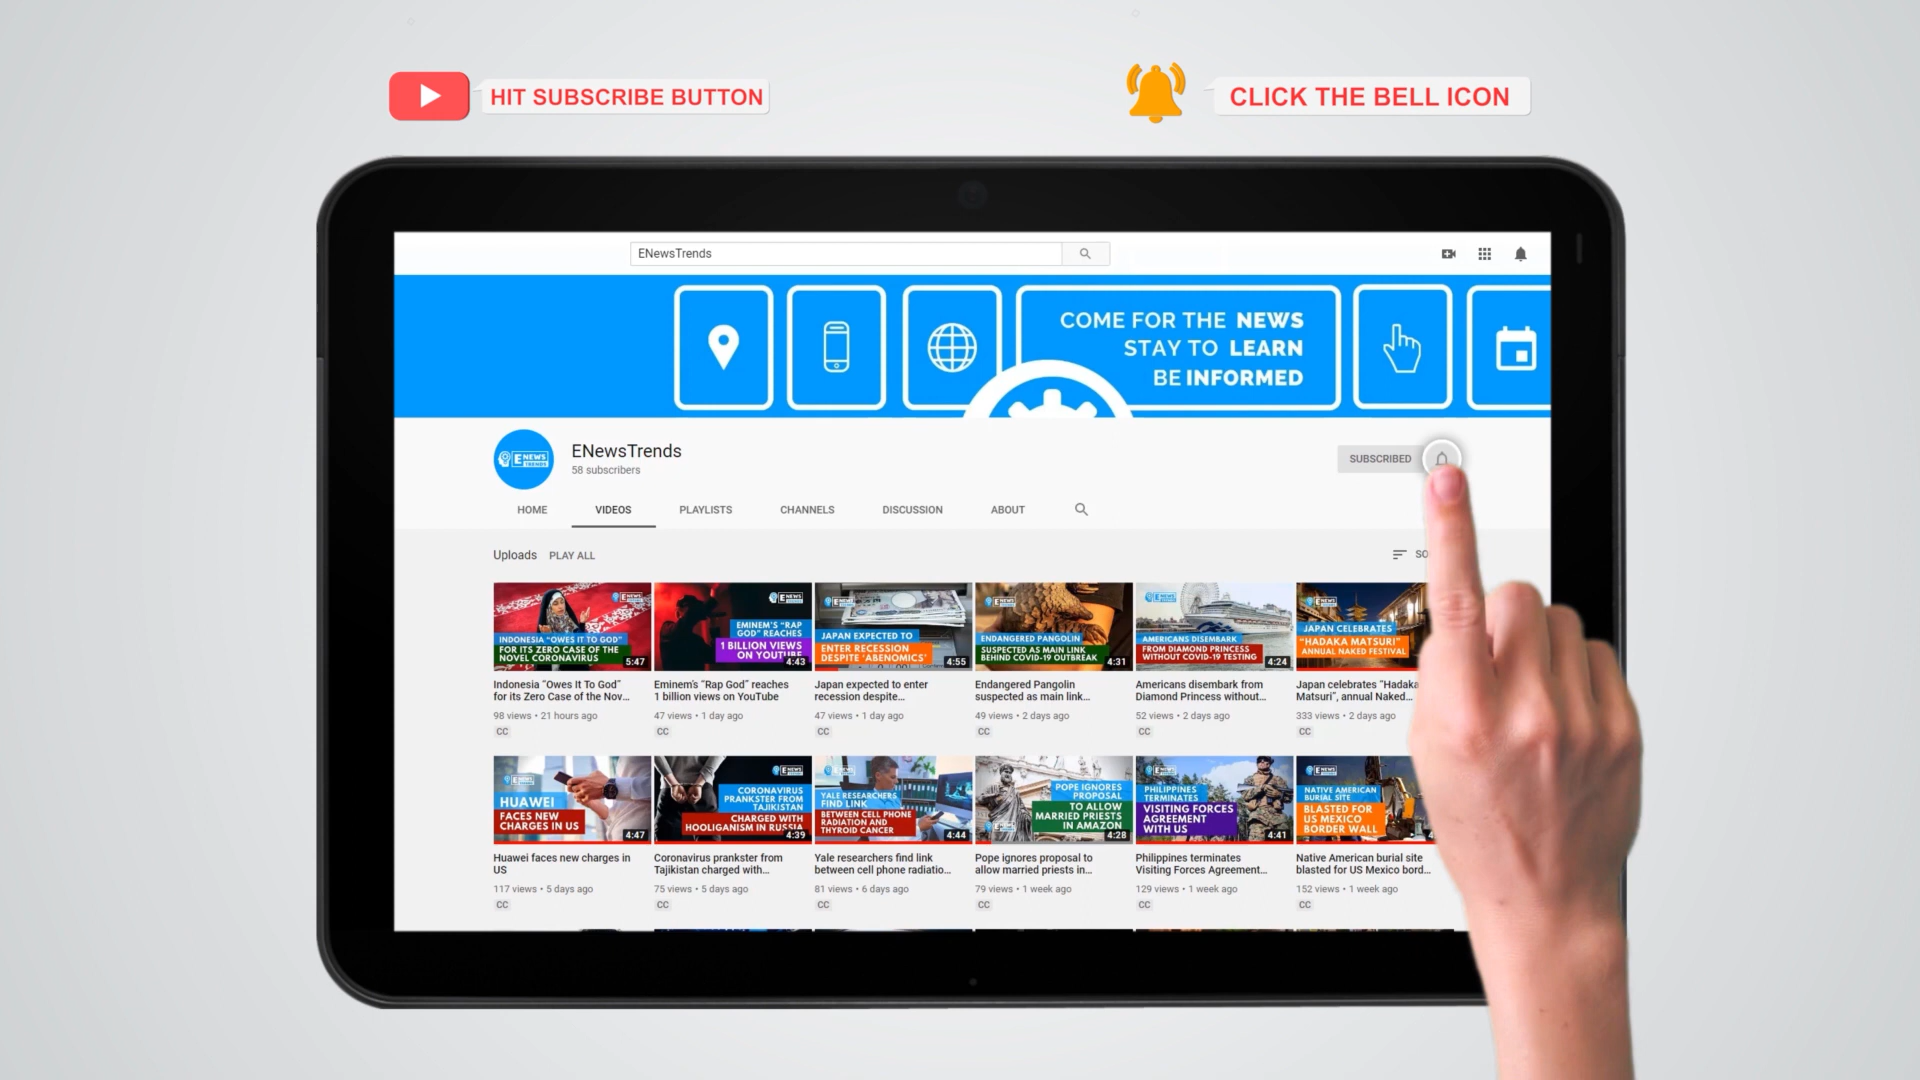 HIT SUBSCRIBE BUTTON
CLICK THE BELL ICON
ENewsTrends
COME FOR THE NEWS
STAY TO LEARN
BE INFORMED
E NEWS
TRENDS
ENewsTrends
58 subscribers
SUBSCRIBED
HOME VIDEOS PLAYLISTS CHANNELS DISCUSSION ABOUT
Uploads PLAY ALL
INDONESIA "OWES IT TO GOD"
FOR ITS ZERO CASE OF THE
NOVEL CORONAVIRUS
5:47
EMINEM'S "RAP
GOD" REACHES
1 BILLION VIEWS
ON YOUTUBE
4:43
JAPAN EXPECTED TO
ENTER RECESSION
DESPITE 'ABENOMICS'
4:55
ENDANGERED PANGOLIN
SUSPECTED AS MAIN LINK
BEHIND COVID-19 OUTBREAK
4:31
AMERICANS DISEMBARK
FROM DIAMOND PRINCESS
WITHOUT COVID-19 TESTING
4:24
JAPAN CELEBRATES
"HADAKA MATSURI"
ANNUAL NAKED FESTIVAL
Indonesia "Owes It To God"
for its Zero Case of the Nov...
98 views • 21 hours ago
CC
Eminem's "Rap God" reaches
1 billion views on YouTube
47 views • 1 day ago
CC
Japan expected to enter
recession despite...
47 views • 1 day ago
CC
Endangered Pangolin
suspected as main link...
49 views • 2 days ago
CC
Americans disembark from
Diamond Princess without...
52 views • 2 days ago
CC
Japan celebrates "Hadaka
Matsuri", annual Naked...
333 views • 2 days ago
CC
HUAWEI
FACES NEW
CHARGES IN US
4:47
CORONAVIRUS
PRANKSTER FROM
TAJIKISTAN
CHARGED WITH
HOOLIGANISM IN RUSSIA
4:39
YALE RESEARCHERS
FIND LINK
BETWEEN CELL PHONE
RADIATION AND
THYROID CANCER
4:44
POPE IGNORES
PROPOSAL
TO ALLOW
MARRIED PRIESTS
IN AMAZON
4:28
PHILIPPINES
TERMINATES
VISITING FORCES
AGREEMENT
WITH US
4:41
NATIVE AMERICAN
BURIAL SITE
BLASTED FOR
US MEXICO
BORDER WALL
Huawei faces new charges in
US
117 views • 5 days ago
CC
Coronavirus prankster from
Tajikistan charged with...
75 views • 5 days ago
CC
Yale researchers find link
between cell phone radiatio...
81 views • 6 days ago
CC
Pope ignores proposal to
allow married priests in...
79 views • 1 week ago
CC
Philippines terminates
Visiting Forces Agreement...
129 views • 1 week ago
CC
Native American burial site
blasted for US Mexico bord...
152 views • 1 week ago
CC